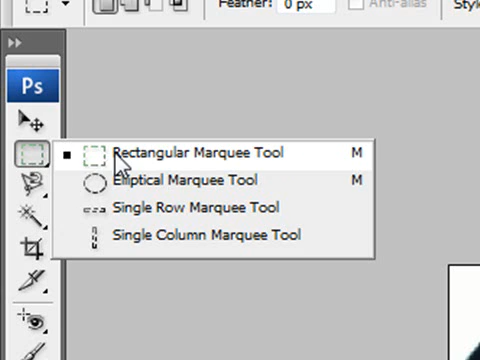 Feather: 0 px Anti-alias Style
Ps
Rectangular Marquee Tool M
Elliptical Marquee Tool M
Single Row Marquee Tool
Single Column Marquee Tool